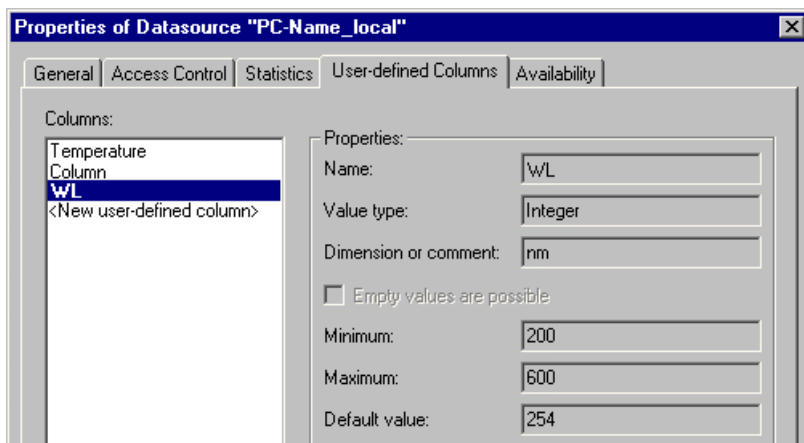 Properties of Datasource "PC-Name_local"
General Access Control Statistics User-defined Columns Availability
Columns:
Temperature
Column
WL
<New user-defined column>
Properties:
Name: WL
Value type: Integer
Dimension or comment: nm
Empty values are possible
Minimum: 200
Maximum: 600
Default value: 254